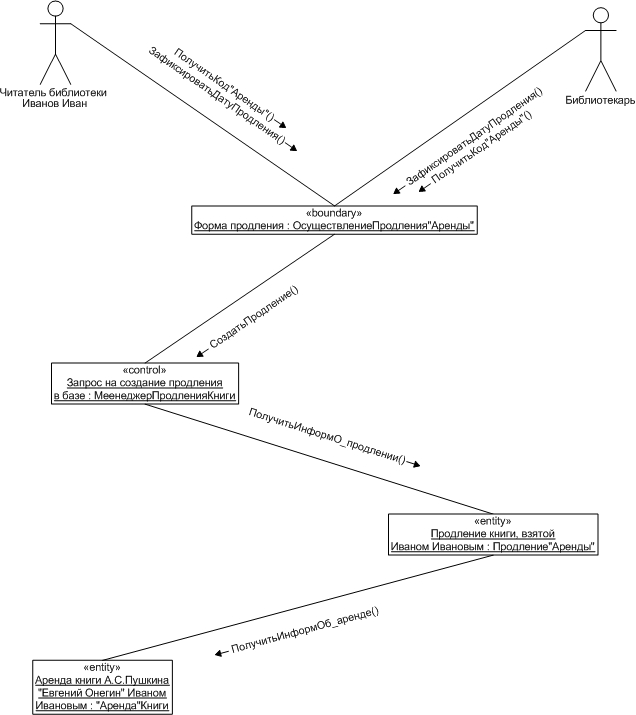 ПолучитьКод"Аренды"()
ЗафиксироватьДатуПродления()
Читатель библиотеки
Иванов Иван
Библиотекарь
ЗафиксироватьДатуПродления()
ПолучитьКод"Аренды"()
«boundary»
Форма продления : ОсуществлениеПродления"Аренды"
СоздатьПродление()
«control»
Запрос на создание продления
в базе : МеенеджерПродленияКниги
ПолучитьИнформО_продлении()
«entity»
Продление книги, взятой
Иваном Ивановым : Продление"Аренды"
ПолучитьИнформОб_аренде()
«entity»
Аренда книги А.С.Пушкина
"Евгений Онегин" Иваном
Ивановым : "Аренда"Книги